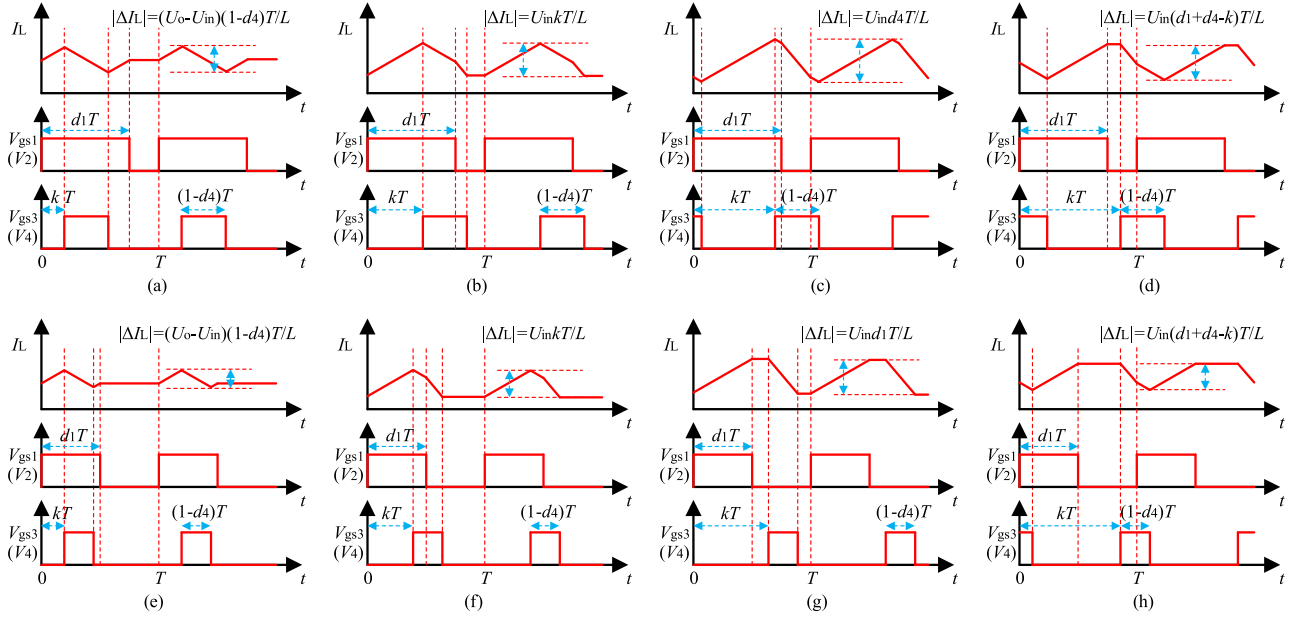 |ΔIL|=(Uo-Uin)(1-d4)T/L
IL
t
d1T
Vgs1
(V2)
t
kT
(1-d4)T
Vgs3
(V4)
0
T
t
(a)
|ΔIL|=UinkT/L
IL
t
d1T
Vgs1
(V2)
t
kT
(1-d4)T
Vgs3
(V4)
0
T
t
(b)
|ΔIL|=Uind4T/L
IL
t
d1T
Vgs1
(V2)
t
kT
(1-d4)T
Vgs3
(V4)
0
T
t
(c)
|ΔIL|=Uin(d1+d4-k)T/L
IL
t
d1T
Vgs1
(V2)
t
kT
(1-d4)T
Vgs3
(V4)
0
T
t
(d)
|ΔIL|=(Uo-Uin)(1-d4)T/L
IL
t
d1T
Vgs1
(V2)
t
kT
(1-d4)T
Vgs3
(V4)
0
T
t
(e)
|ΔIL|=UinkT/L
IL
t
d1T
Vgs1
(V2)
t
kT
(1-d4)T
Vgs3
(V4)
0
T
t
(f)
|ΔIL|=Uind1T/L
IL
t
d1T
Vgs1
(V2)
t
kT
(1-d4)T
Vgs3
(V4)
0
T
t
(g)
|ΔIL|=Uin(d1+d4-k)T/L
IL
t
d1T
Vgs1
(V2)
t
kT
(1-d4)T
Vgs3
(V4)
0
T
t
(h)